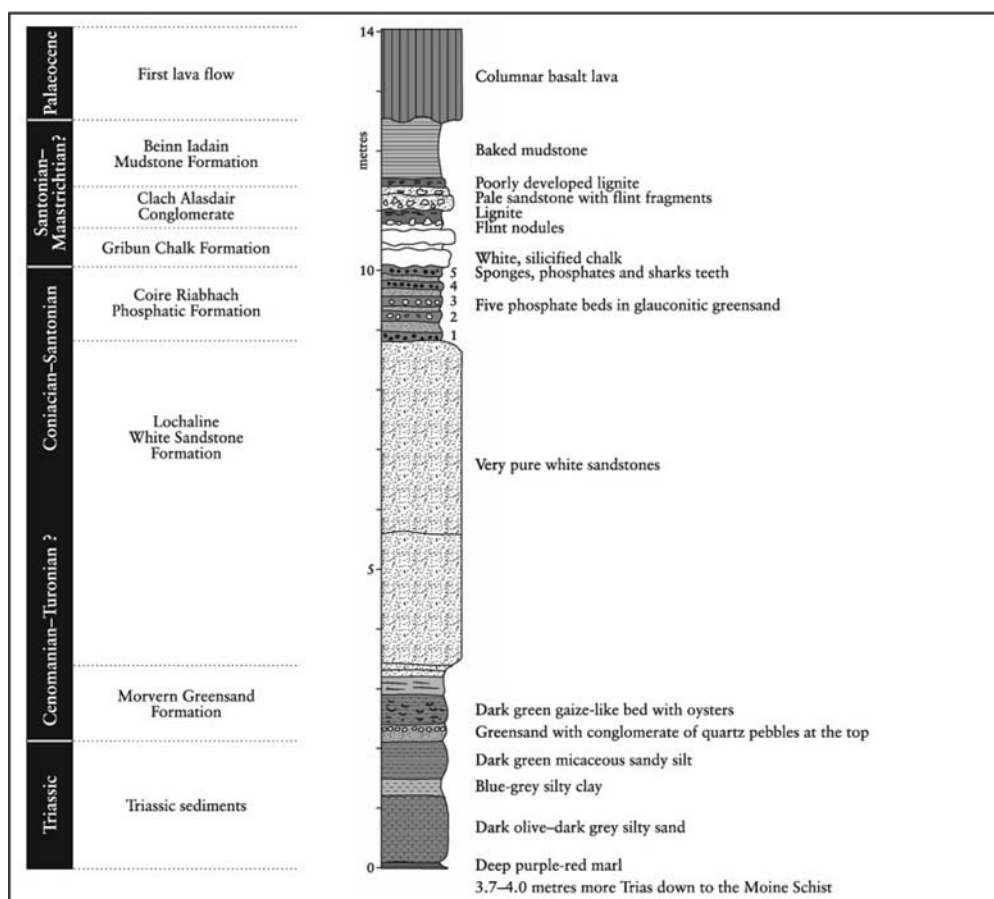 Palaeocene
Santonian–
Maastrichtian?
Coniacian–Santonian
Cenomanian–Turonian ?
Triassic
First lava flow
Beinn Iadain
Mudstone Formation
Clach Alasdair
Conglomerate
Gribun Chalk Formation
Coire Riabhach
Phosphatic Formation
Lochaline
White Sandstone
Formation
Morvern Greensand
Formation
Triassic sediments
14
metres
10
5
0
5
4
3
2
1
Columnar basalt lava
Baked mudstone
Poorly developed lignite
Pale sandstone with flint fragments
Lignite
Flint nodules
White, silicified chalk
Sponges, phosphates and sharks teeth
Five phosphate beds in glauconitic greensand
Very pure white sandstones
Dark green gaize-like bed with oysters
Greensand with conglomerate of quartz pebbles at the top
Dark green micaceous sandy silt
Blue-grey silty clay
Dark olive–dark grey silty sand
Deep purple-red marl
3.7–4.0 metres more Trias down to the Moine Schist